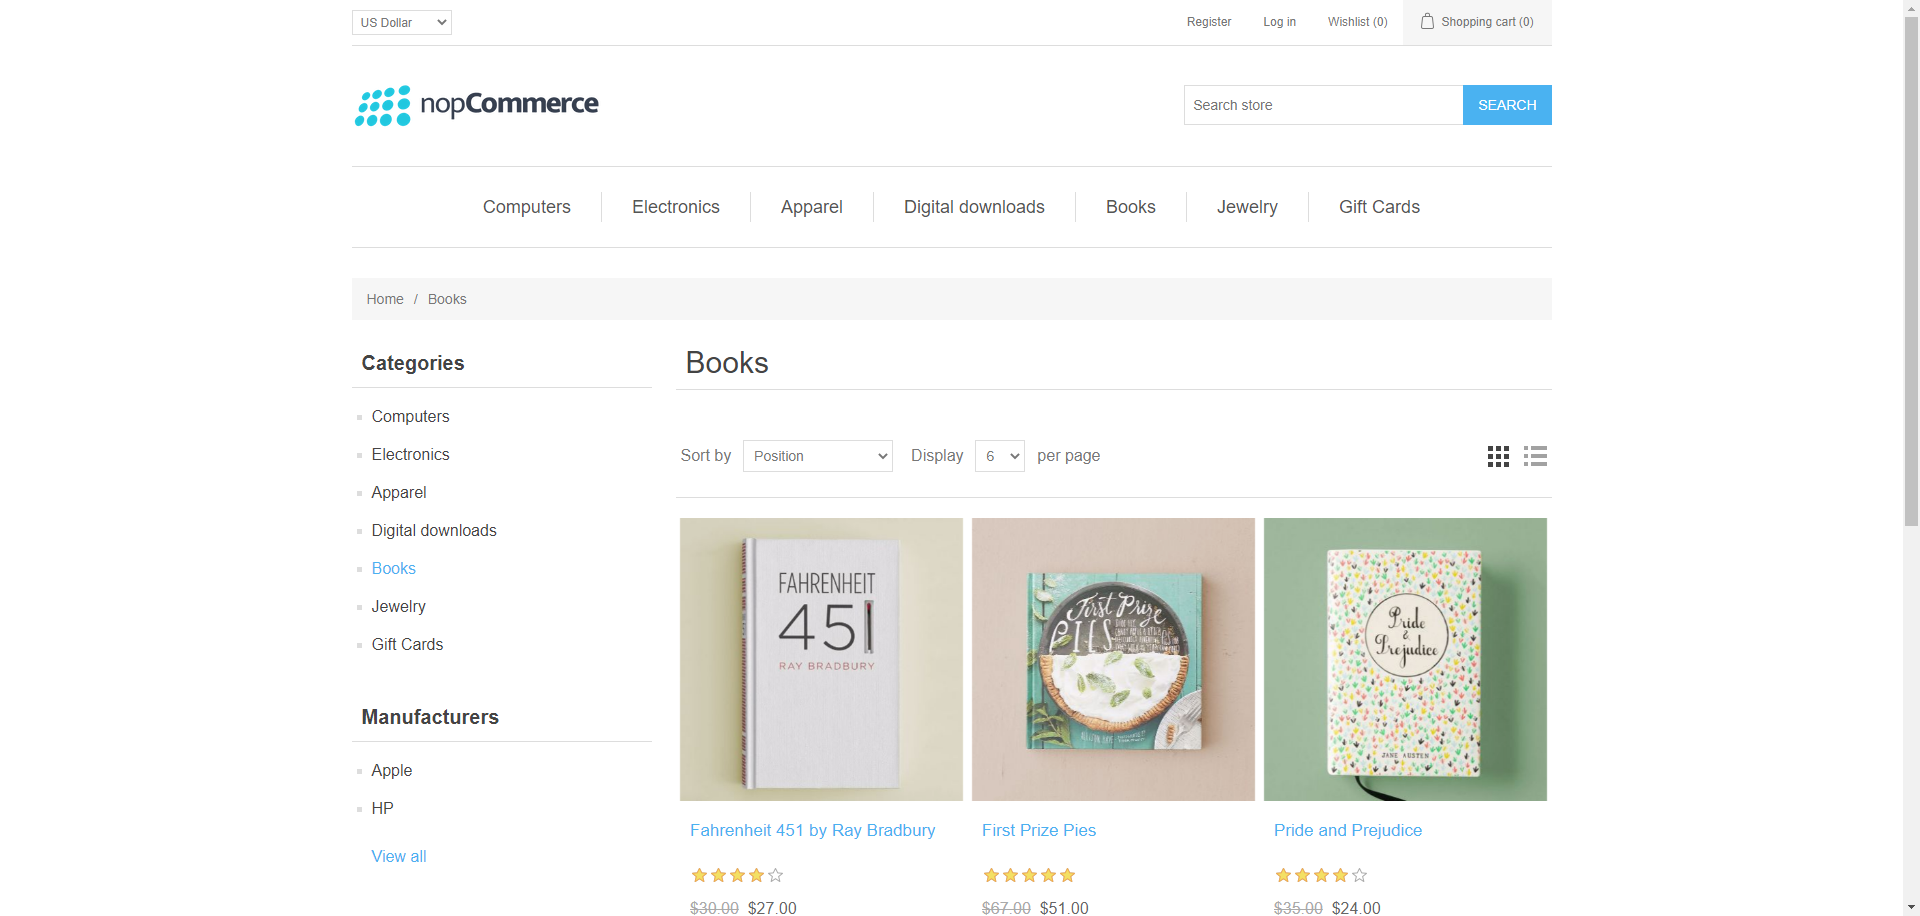 US Dollar
Register
Log in
Wishlist (0)
Shopping cart (0)
nopCommerce
Search store
SEARCH
Computers
Electronics
Apparel
Digital downloads
Books
Jewelry
Gift Cards
Home / Books
Categories
Computers
Electronics
Apparel
Digital downloads
Books
Jewelry
Gift Cards
Manufacturers
Apple
HP
View all
Books
Sort by Position Display 6 per page
FAHRENHEIT
451
RAY BRADBURY
First Prize
PIES
Pride
&
Prejudice
JANE AUSTEN
Fahrenheit 451 by Ray Bradbury
$30.00 $27.00
First Prize Pies
$67.00 $51.00
Pride and Prejudice
$35.00 $24.00